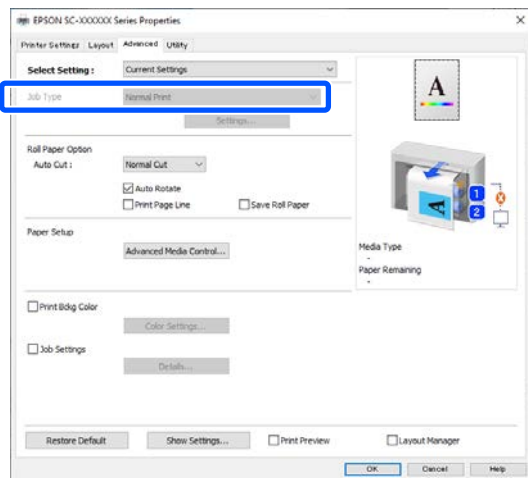 EPSON SC-XXXXXX Series Properties
Printer Settings Layout Advanced Utility
Select Setting : Current Settings
Job Type Normal Print
Settings...
Roll Paper Option
Auto Cut : Normal Cut
Auto Rotate
Print Page Line Save Roll Paper
Paper Setup
Advanced Media Control...
Print Bckg Color
Color Settings...
Job Settings
Details...
A
1
2
A
Media Type
-
Paper Remaining
-
Restore Default Show Settings... Print Preview Layout Manager
OK Cancel Help